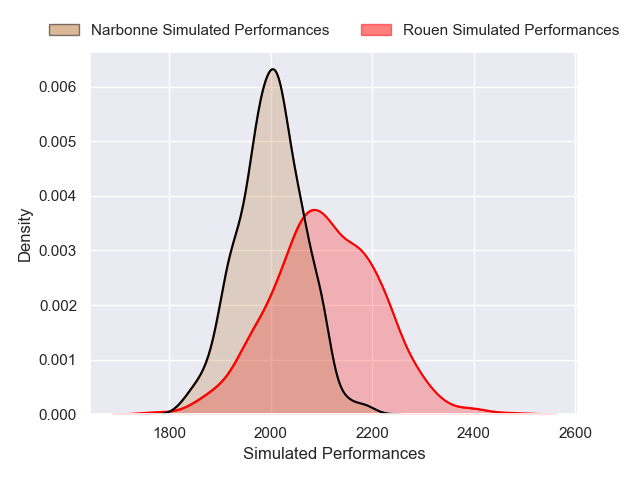 Narbonne Simulated Performances Rouen Simulated Performances
0.006
0.005
0.004
0.003
0.002
0.001
0.000
Density
1800 2000 2200 2400 2600
Simulated Performances